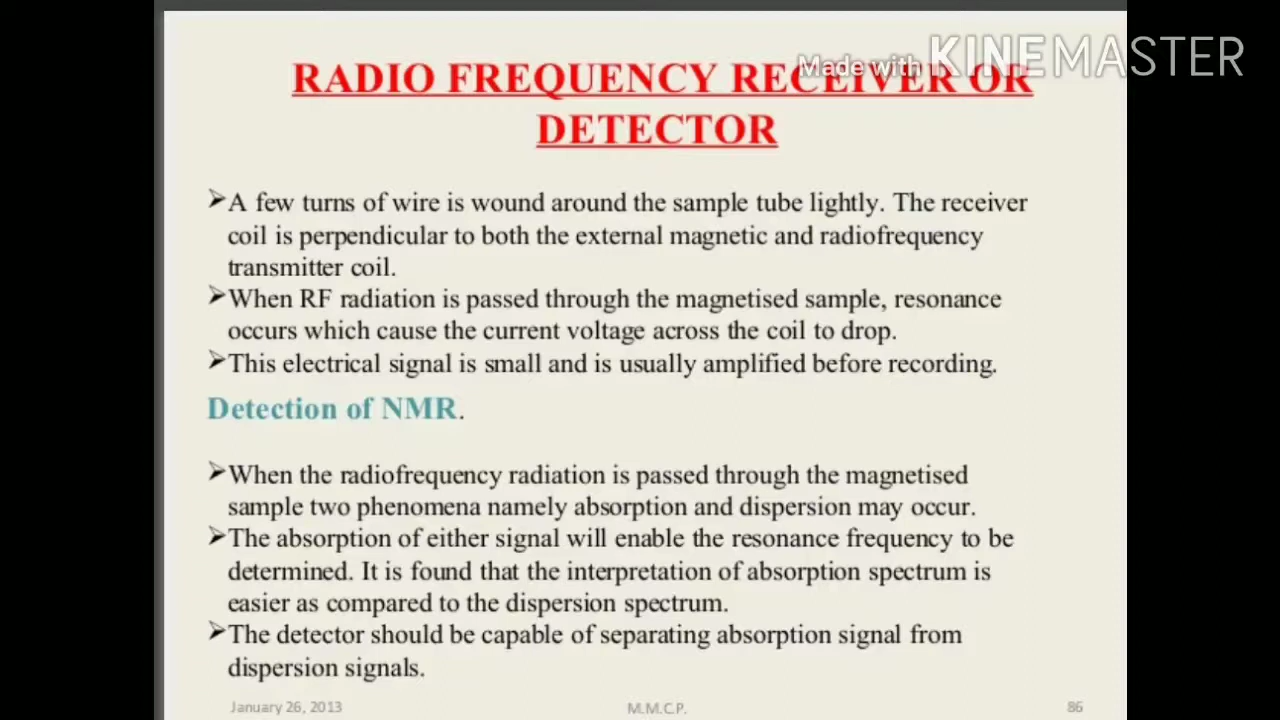 Made with KINEMASTER
RADIO FREQUENCY RECEIVER OR
DETECTOR
➢A few turns of wire is wound around the sample tube lightly. The receiver
coil is perpendicular to both the external magnetic and radiofrequency
transmitter coil.
➢When RF radiation is passed through the magnetised sample, resonance
occurs which cause the current voltage across the coil to drop.
➢This electrical signal is small and is usually amplified before recording.
Detection of NMR.
➢When the radiofrequency radiation is passed through the magnetised
sample two phenomena namely absorption and dispersion may occur.
➢The absorption of either signal will enable the resonance frequency to be
determined. It is found that the interpretation of absorption spectrum is
easier as compared to the dispersion spectrum.
➢The detector should be capable of separating absorption signal from
dispersion signals.
January 26, 2013 M.M.C.P. 86